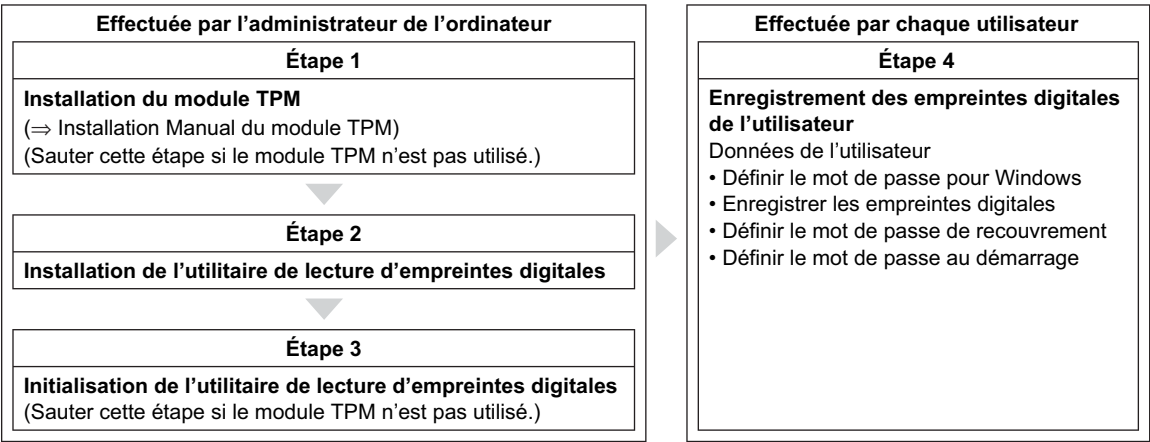 Effectuée par l’administrateur de l’ordinateur
Étape 1
Installation du module TPM
(⇒ Installation Manual du module TPM)
(Sauter cette étape si le module TPM n’est pas utilisé.)
Étape 2
Installation de l’utilitaire de lecture d’empreintes digitales
Étape 3
Initialisation de l’utilitaire de lecture d’empreintes digitales
(Sauter cette étape si le module TPM n’est pas utilisé.)
Effectuée par chaque utilisateur
Étape 4
Enregistrement des empreintes digitales
de l’utilisateur
Données de l’utilisateur
• Définir le mot de passe pour Windows
• Enregistrer les empreintes digitales
• Définir le mot de passe de recouvrement
• Définir le mot de passe au démarrage